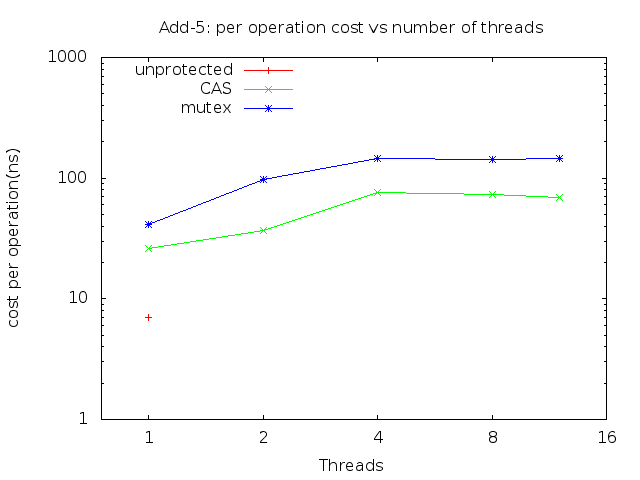 Add-5: per operation cost vs number of threads
1000
100
10
1
cost per operation(ns)
unprotected
CAS
mutex
1 2 4 8 16
Threads